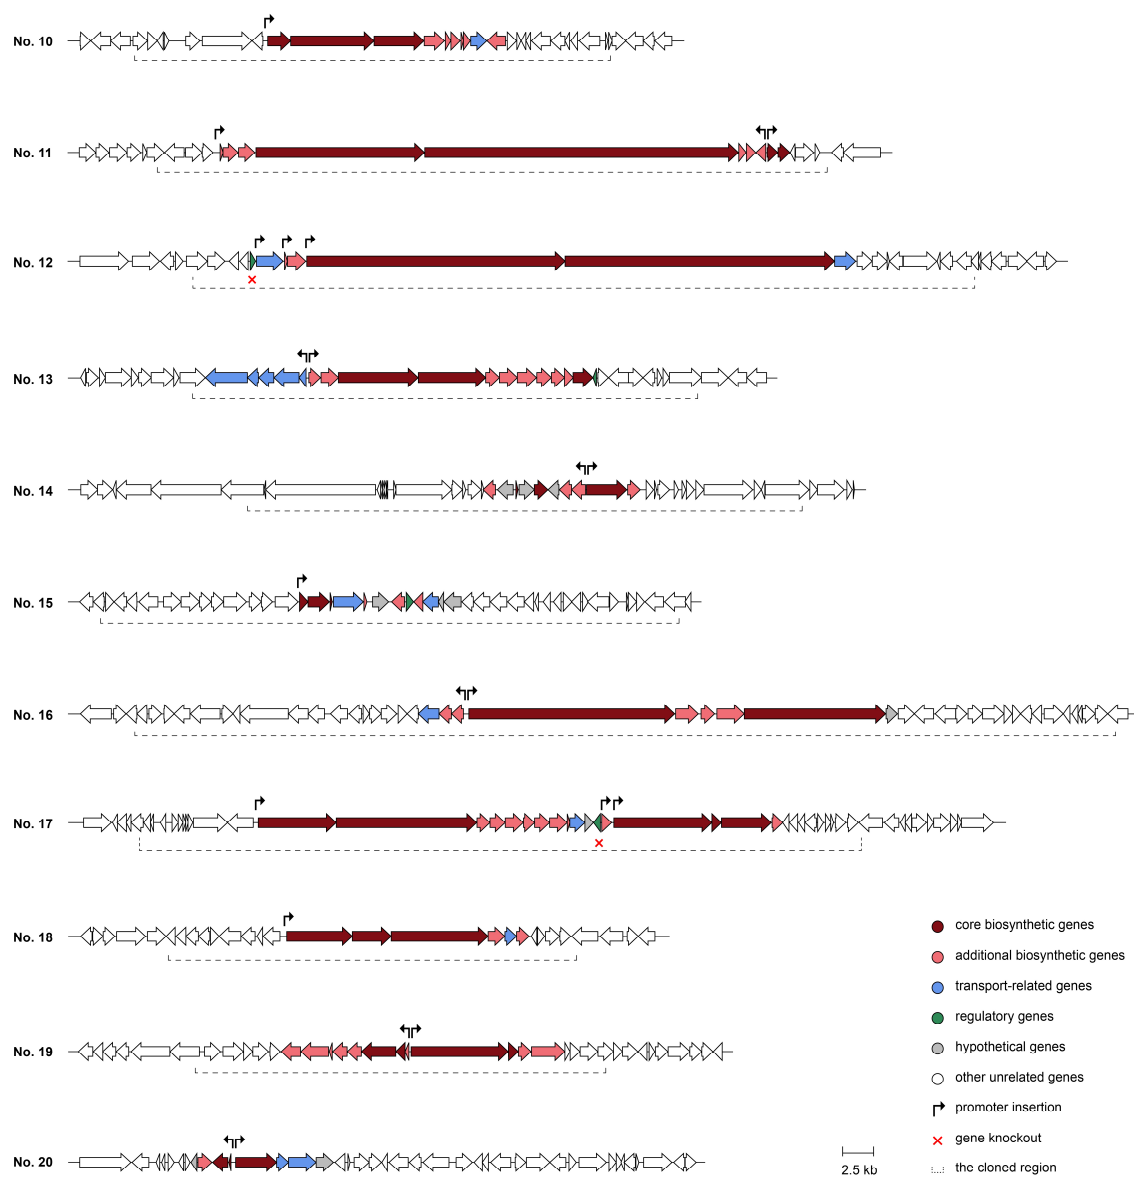 No. 10
No. 11
No. 12
No. 13
No. 14
No. 15
No. 16
No. 17
No. 18
No. 19
No. 20
core biosynthetic genes
additional biosynthetic genes
transport-related genes
regulatory genes
hypothetical genes
other unrelated genes
promoter insertion
gene knockout
the cloned region
2.5 kb